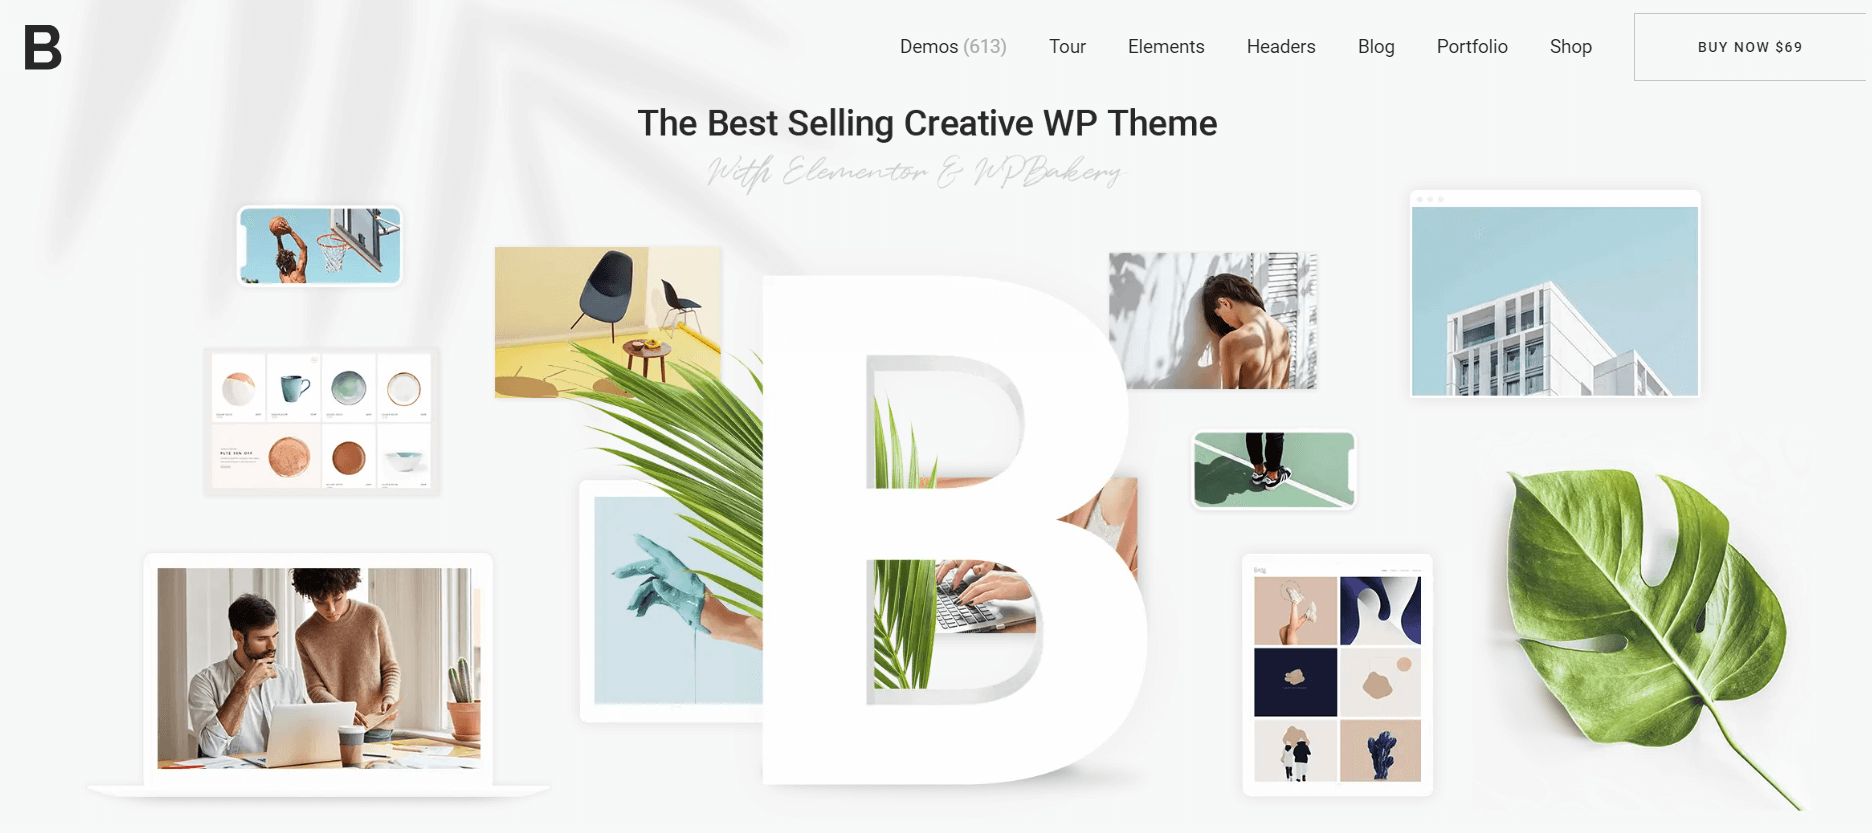 B
Demos (613) Tour Elements Headers Blog Portfolio Shop BUY NOW $69
The Best Selling Creative WP Theme
With Elementor & WPBakery
B